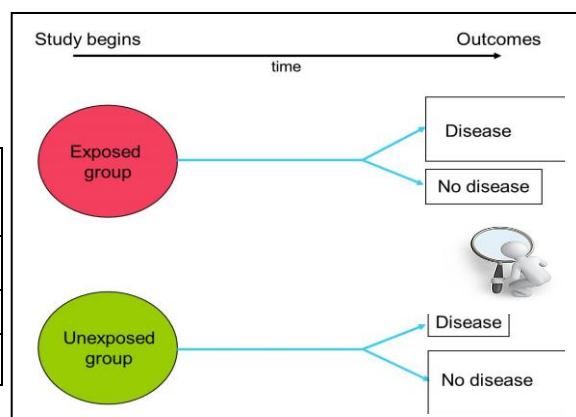 Study begins
Outcomes
time
Exposed
group
Disease
No disease
Unexposed
group
Disease
No disease